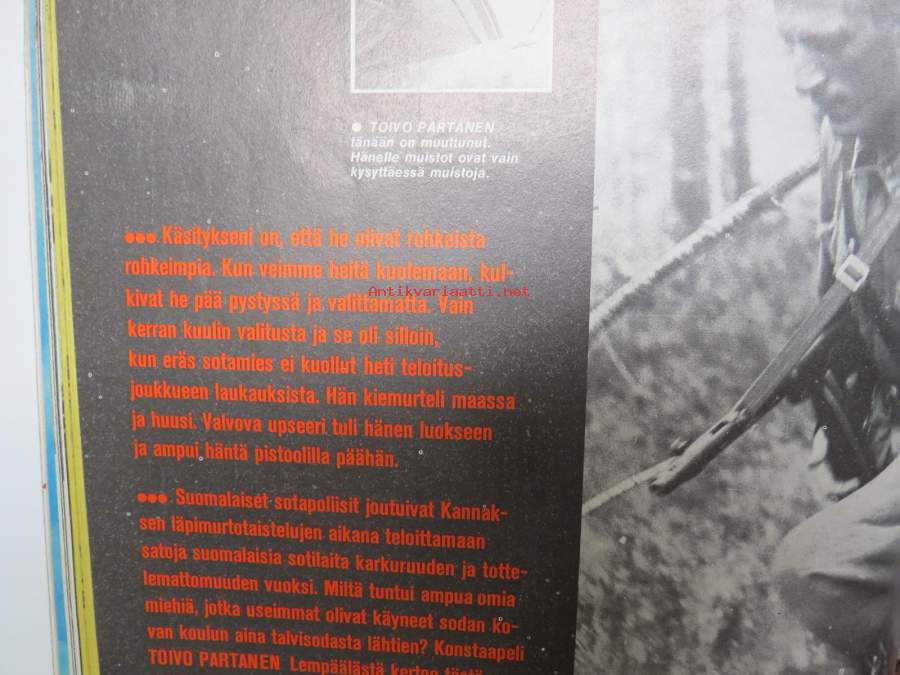 ● TOIVO PARTANEN
tänään on muuttunut.
Hänelle muistot ovat vain
kysyttäessä muistoja.
●●● Käsitykseni on, että he olivat rohkeista
rohkeimpia. Kun veimme heitä kuolemaan, kul-
kivat he pää pystyssä ja valittamatta. Vain
kerran kuulin valitusta ja se oli silloin,
kun eräs sotamies ei kuollut heti teloitus-
joukkueen laukauksista. Hän kiemurteli maassa
ja huusi. Valvova upseeri tuli hänen luokseen
ja ampui häntä pistoolilla päähän.
●●● Suomalaiset sotapoliisit joutuivat Kannak-
sen läpimurtotaistelujen aikana teloittamaan
satoja suomalaisia sotilaita karkuruuden ja totte-
lemattomuuden vuoksi. Miltä tuntui ampua omia
miehiä, jotka useimmat olivat käyneet sodan ko-
van koulun aina talvisodasta lähtien? Konstaapeli
TOIVO PARTANEN Lempäälästä kertoo tästä
Antikvariaatti.net